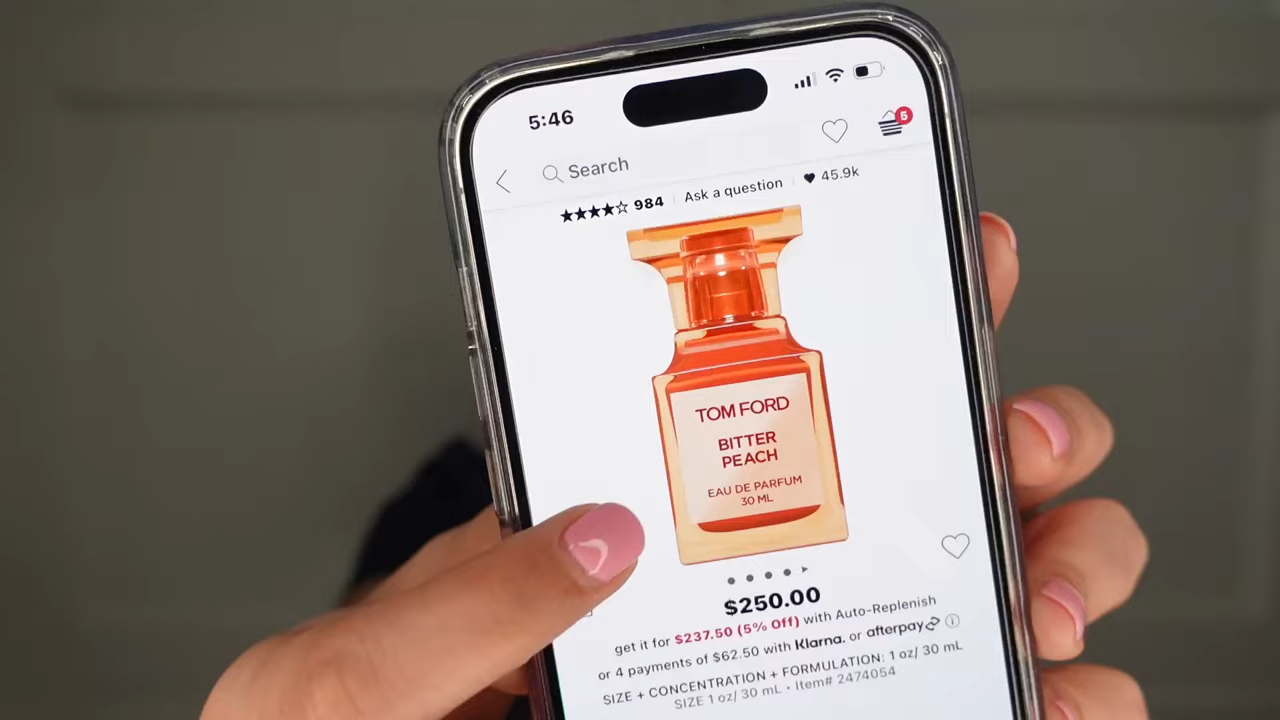 5:46
5
Search
★★★★☆ 984 | Ask a question | ♥ 45.9k
TOM FORD
BITTER
PEACH
EAU DE PARFUM
30 ML
$250.00
get it for $237.50 (5% Off) with Auto-Replenish
or 4 payments of $62.50 with Klarna. or afterpay
SIZE + CONCENTRATION + FORMULATION: 1 oz/ 30 mL
SIZE 1 oz/ 30 mL • Item# 2474054